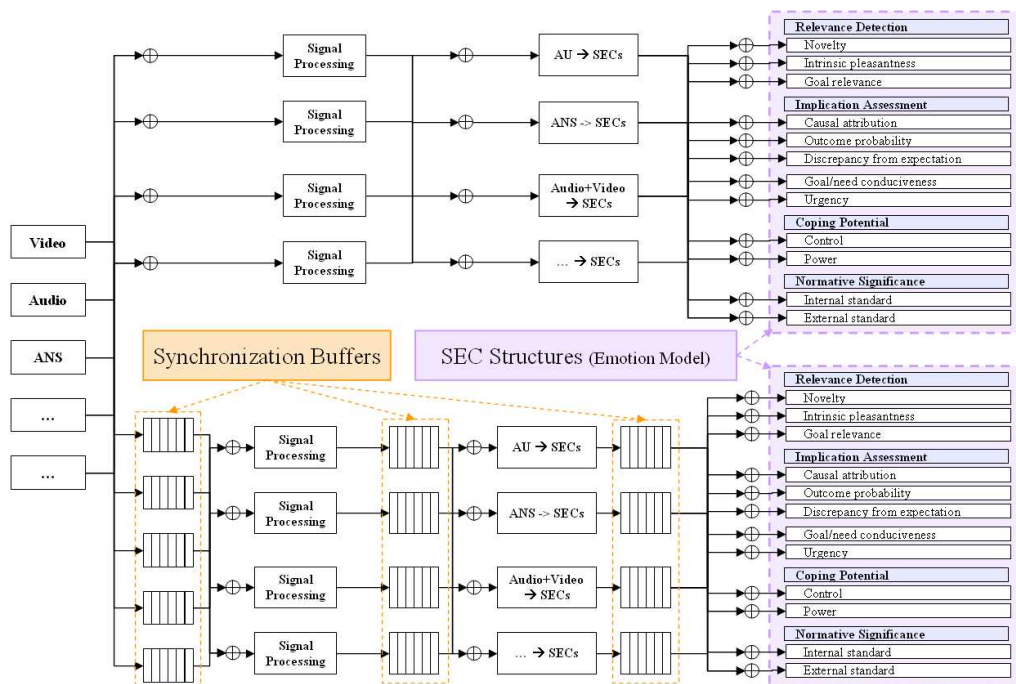 Video
Audio
ANS
...
...
Signal
Processing
Signal
Processing
Signal
Processing
Signal
Processing
AU → SECs
ANS -> SECs
Audio+Video
→ SECs
... → SECs
Relevance Detection
Novelty
Intrinsic pleasantness
Goal relevance
Implication Assessment
Causal attribution
Outcome probability
Discrepancy from expectation
Goal/need conduciveness
Urgency
Coping Potential
Control
Power
Normative Significance
Internal standard
External standard
Synchronization Buffers
SEC Structures (Emotion Model)
Signal
Processing
Signal
Processing
Signal
Processing
Signal
Processing
AU → SECs
ANS -> SECs
Audio+Video
→ SECs
... → SECs
Relevance Detection
Novelty
Intrinsic pleasantness
Goal relevance
Implication Assessment
Causal attribution
Outcome probability
Discrepancy from expectation
Goal/need conduciveness
Urgency
Coping Potential
Control
Power
Normative Significance
Internal standard
External standard